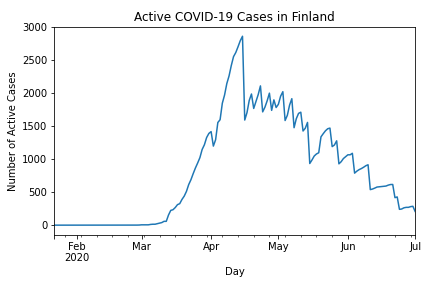 Active COVID-19 Cases in Finland
Number of Active Cases
3000
2500
2000
1500
1000
500
0
Feb
2020
Mar
Apr
May
Jun
Jul
Day